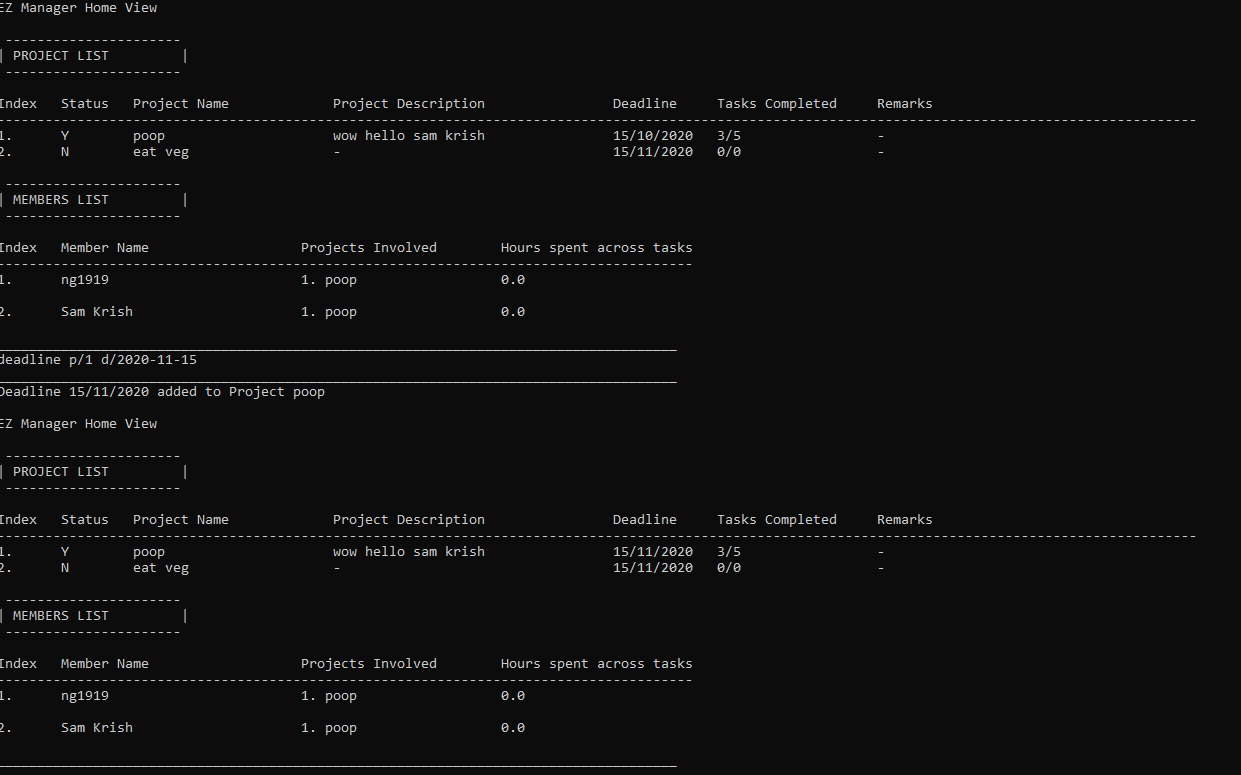 EZ Manager Home View
----------------------
| PROJECT LIST |
----------------------
Index Status Project Name Project Description Deadline Tasks Completed Remarks
------------------------------------------------------------------------------------------------------------------------------------------------------
1. Y poop wow hello sam krish 15/10/2020 3/5 -
2. N eat veg - 15/11/2020 0/0 -
----------------------
| MEMBERS LIST |
----------------------
Index Member Name Projects Involved Hours spent across tasks
---------------------------------------------------------------------------------------
1. ng1919 1. poop 0.0
2. Sam Krish 1. poop 0.0
_____________________________________________________________________________________
deadline p/1 d/2020-11-15
_____________________________________________________________________________________
Deadline 15/11/2020 added to Project poop
EZ Manager Home View
----------------------
| PROJECT LIST |
----------------------
Index Status Project Name Project Description Deadline Tasks Completed Remarks
------------------------------------------------------------------------------------------------------------------------------------------------------
1. Y poop wow hello sam krish 15/11/2020 3/5 -
2. N eat veg - 15/11/2020 0/0 -
----------------------
| MEMBERS LIST |
----------------------
Index Member Name Projects Involved Hours spent across tasks
---------------------------------------------------------------------------------------
1. ng1919 1. poop 0.0
2. Sam Krish 1. poop 0.0
_____________________________________________________________________________________